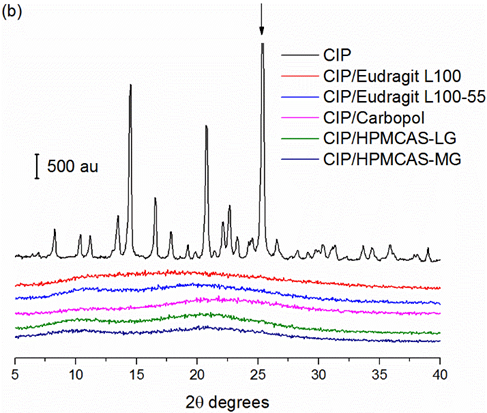 (b)
CIP
CIP/Eudragit L100
CIP/Eudragit L100-55
CIP/Carbopol
CIP/HPMCAS-LG
CIP/HPMCAS-MG
500 au
5 10 15 20 25 30 35 40
2θ degrees